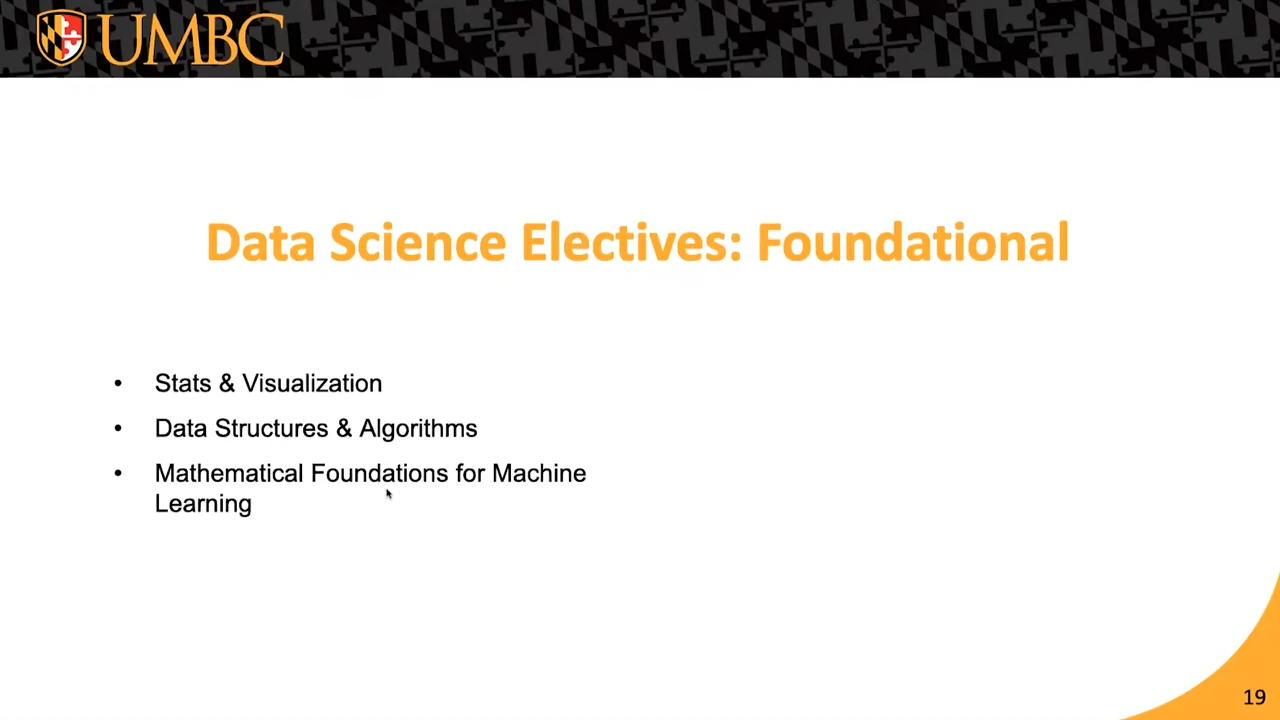 UMBC
Data Science Electives: Foundational
• Stats & Visualization
• Data Structures & Algorithms
• Mathematical Foundations for Machine
Learning
19